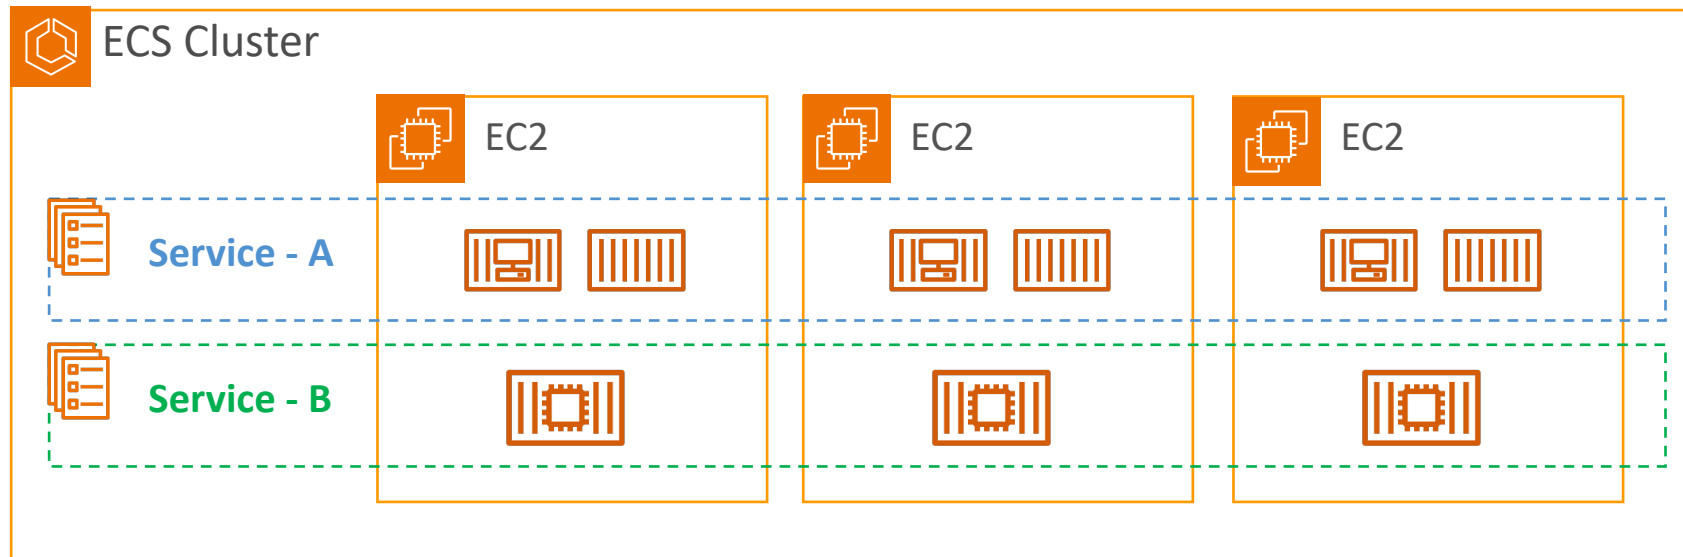 ECS Cluster
EC2
EC2
EC2
Service - A
Service - B